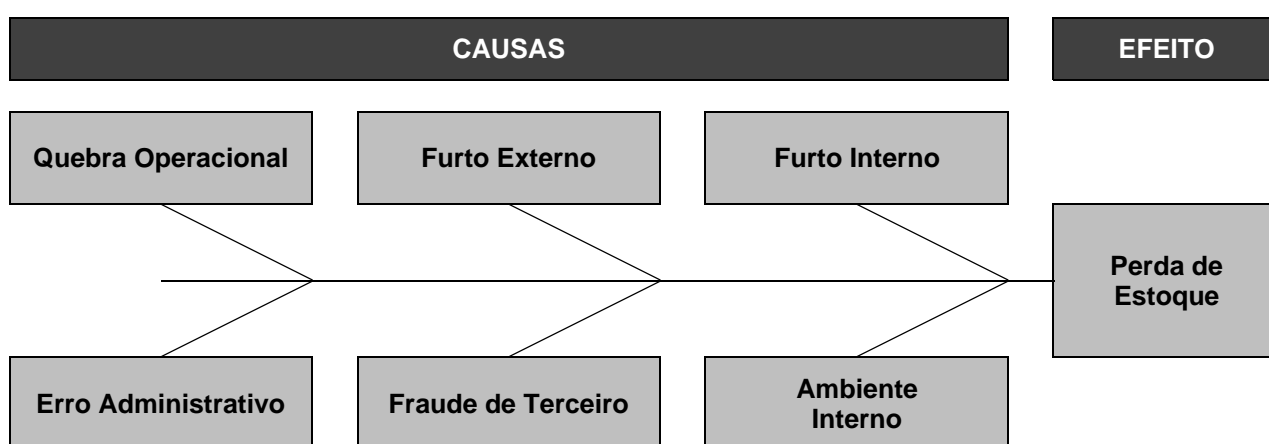 CAUSAS
EFEITO
Quebra Operacional
Furto Externo
Furto Interno
Perda de
Estoque
Erro Administrativo
Fraude de Terceiro
Ambiente
Interno